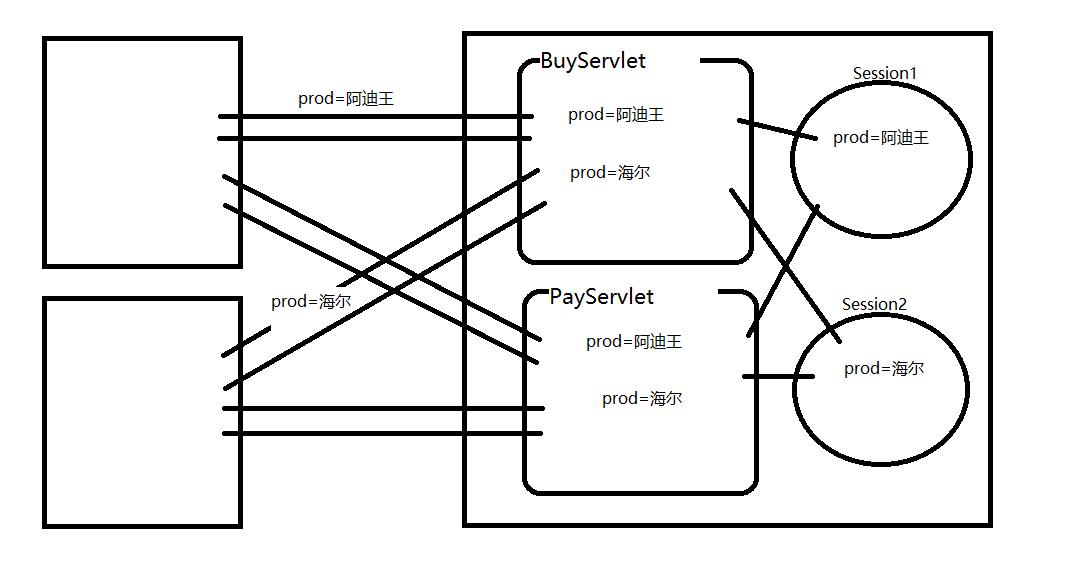 prod=阿迪王
prod=海尔
BuyServlet
prod=阿迪王
prod=海尔
PayServlet
prod=阿迪王
prod=海尔
Session1
prod=阿迪王
Session2
prod=海尔